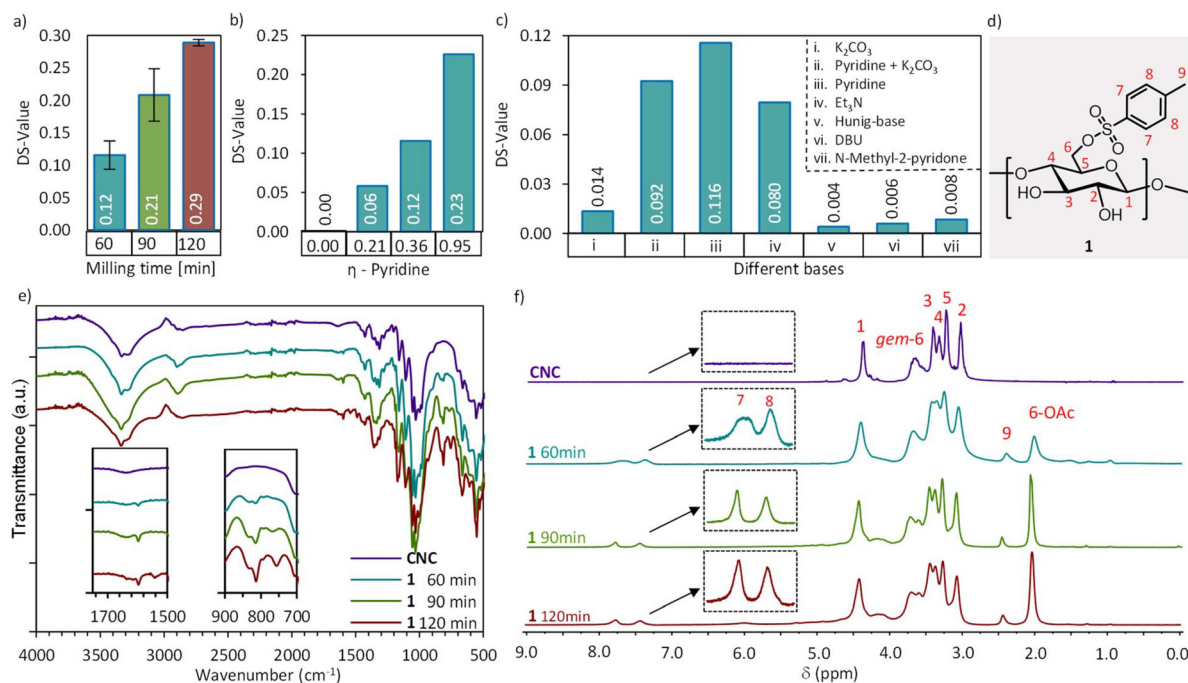 a)
DS-Value
0.30
0.25
0.20
0.15
0.10
0.05
0.00
0.12
0.21
0.29
60 90 120
Milling time [min]
b)
DS-Value
0.25
0.20
0.15
0.10
0.05
0.00
0.00
0.06
0.12
0.23
0.00 0.21 0.36 0.95
η - Pyridine
c)
DS-Value
0.12
0.09
0.06
0.03
0.00
0.014
0.092
0.116
0.080
0.004
0.006
0.008
i ii iii iv v vi vii
Different bases
i. K₂CO₃
ii. Pyridine + K₂CO₃
iii. Pyridine
iv. Et₃N
v. Hunig-base
vi. DBU
vii. N-Methyl-2-pyridone
d)
9
8
7
8
7
O
S
O
O
6
4
5
O
O
HO
3
2
OH
1
O
1
e)
Transmittance (a.u.)
1700 1500
900 800 700
CNC
1 60 min
1 90 min
1 120 min
4000 3500 3000 2500 2000 1500 1000 500
Wavenumber (cm⁻¹)
f)
CNC
1
gem-6
3
4
5
2
1 60min
7 8
9
6-OAc
1 90min
1 120min
9.0 8.0 7.0 6.0 5.0 4.0 3.0 2.0 1.0 0.0
δ (ppm)